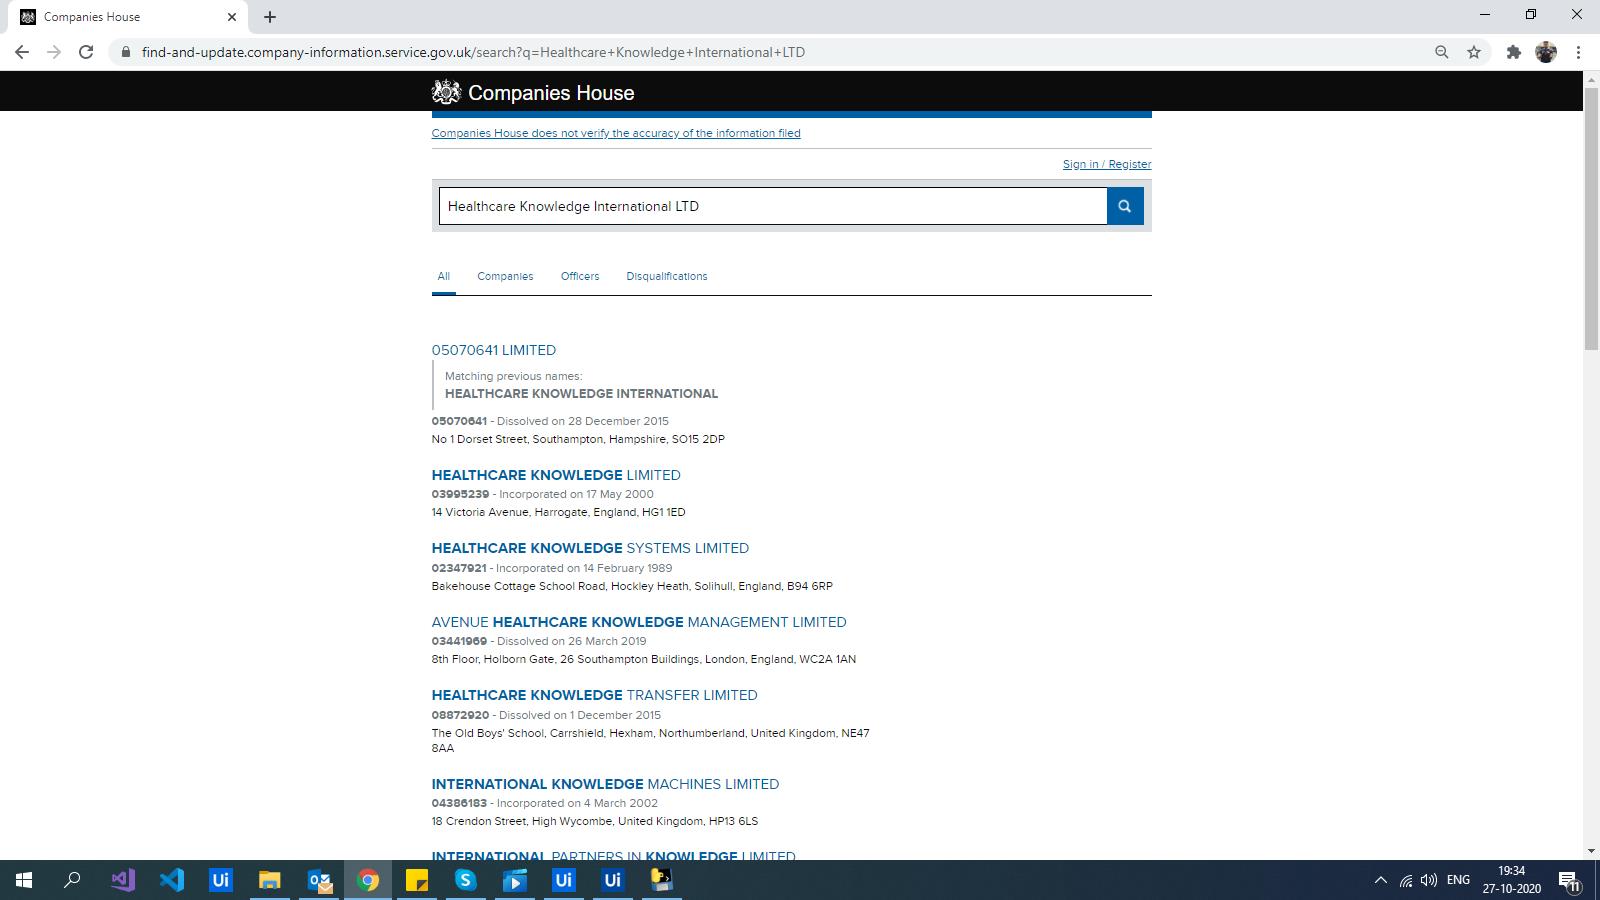 Companies House
find-and-update.company-information.service.gov.uk/search?q=Healthcare+Knowledge+International+LTD
Companies House
Companies House does not verify the accuracy of the information filed
Sign in / Register
Healthcare Knowledge International LTD
All Companies Officers Disqualifications
05070641 LIMITED
Matching previous names:
HEALTHCARE KNOWLEDGE INTERNATIONAL
05070641 - Dissolved on 28 December 2015
No 1 Dorset Street, Southampton, Hampshire, SO15 2DP
HEALTHCARE KNOWLEDGE LIMITED
03995239 - Incorporated on 17 May 2000
14 Victoria Avenue, Harrogate, England, HG1 1ED
HEALTHCARE KNOWLEDGE SYSTEMS LIMITED
02347921 - Incorporated on 14 February 1989
Bakehouse Cottage School Road, Hockley Heath, Solihull, England, B94 6RP
AVENUE HEALTHCARE KNOWLEDGE MANAGEMENT LIMITED
03441969 - Dissolved on 26 March 2019
8th Floor, Holborn Gate, 26 Southampton Buildings, London, England, WC2A 1AN
HEALTHCARE KNOWLEDGE TRANSFER LIMITED
08872920 - Dissolved on 1 December 2015
The Old Boys' School, Carrshield, Hexham, Northumberland, United Kingdom, NE47
8AA
INTERNATIONAL KNOWLEDGE MACHINES LIMITED
04386183 - Incorporated on 4 March 2002
18 Crendon Street, High Wycombe, United Kingdom, HP13 6LS
INTERNATIONAL PARTNERS IN KNOWLEDGE LIMITED
Ui
Ui
Ui
ENG
19:34
27-10-2020
11